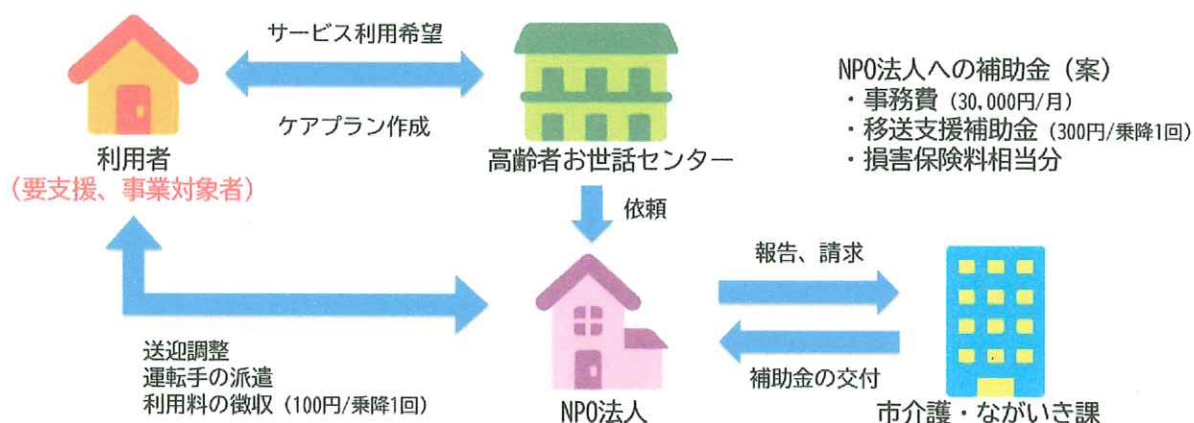 サービス利用希望
ケアプラン作成
利用者
(要支援、事業対象者)
高齢者お世話センター
NPO法人への補助金(案)
・事務費(30,000円/月)
・移送支援補助金(300円/乗降1回)
・損害保険料相当分
依頼
報告、請求
補助金の交付
送迎調整
運転手の派遣
利用料の徴収(100円/乗降1回)
NPO法人
市介護・ながいき課